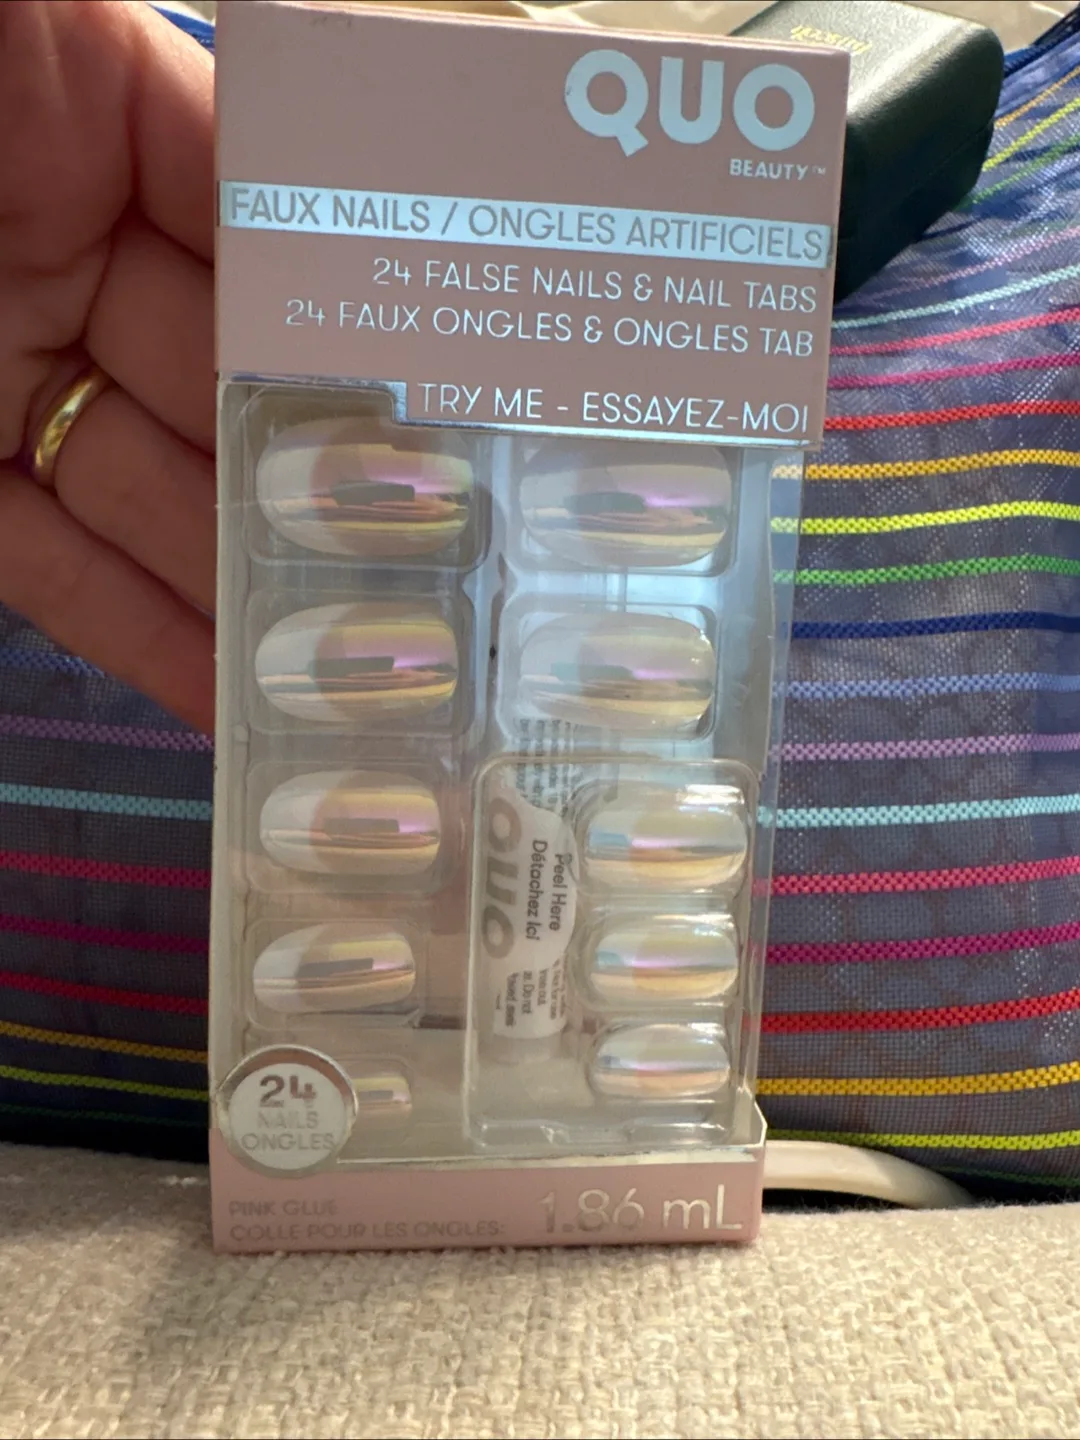 QUO
BEAUTY™
FAUX NAILS / ONGLES ARTIFICIELS
24 FALSE NAILS & NAIL TABS
24 FAUX ONGLES & ONGLES TAB
TRY ME - ESSAYEZ-MOI
Peel Here
Détachez Ici
QUO
24
NAILS
ONGLES
PINK GLUE
COLLE POUR LES ONGLES:
1.86 mL